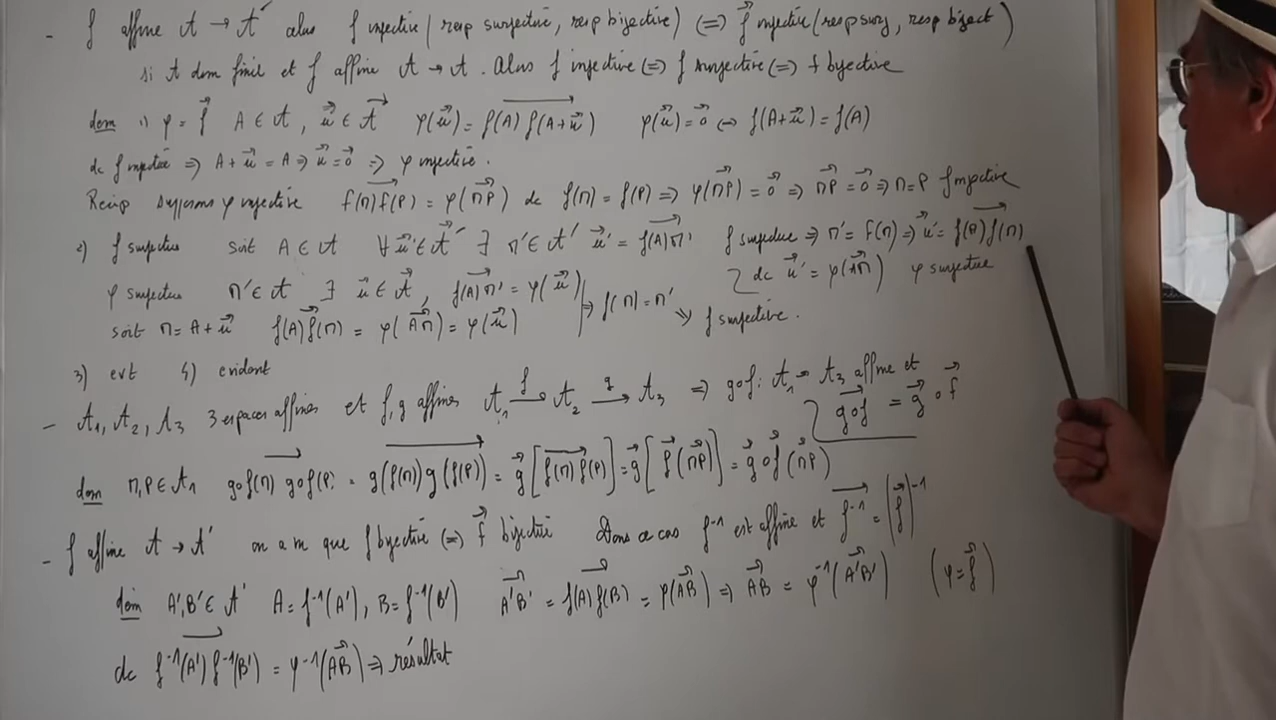 - f affine A → A' alors f injective (resp surjective, resp bijective) ⟺ f⃗ injective (resp surj, resp biject)
si A dim finie et f affine A → A. Alors f injective ⟺ f surjective ⟺ f bijective
dem 1) φ = f⃗ A ∈ A, u⃗ ∈ A⃗ φ(u⃗) = f(A) f(A+u⃗) φ(u⃗) = 0⃗ ⟺ f(A+u⃗) = f(A)
dc f injective ⟹ A + u⃗ = A ⟹ u⃗ = 0⃗ ⟹ φ injective.
Recip supposons φ injective f(M)f(P) = φ(MP) dc f(M) = f(P) ⟹ φ(MP) = 0⃗ ⟹ MP = 0⃗ ⟹ M=P f injective
2) f surjective soit A ∈ A ∀ u⃗' ∈ A⃗' ∃ M' ∈ A' u⃗' = f(A)M' f surjective ⟹ M' = f(M) ⟹ u⃗' = f(A)f(M)
dc u⃗' = φ(AM) φ surjective
φ surjective M' ∈ A ∃ u⃗ ∈ A⃗, f(A)M' = φ(u⃗)
soit M = A + u⃗ f(A)f(M) = φ(AM) = φ(u⃗) ⟹ f(M) = M' ⟹ f surjective.
3) evt 4) evident
- A₁, A₂, A₃ 3 espaces affines et f, g affines A₁ →f A₂ →g A₃ ⟹ gof: A₁ → A₃ affine et
gof = g⃗ o f⃗
dem M, P ∈ A₁ gof(M) gof(P) = g(f(M)) g(f(P)) = g⃗[f(M) f(P)] = g⃗[f⃗(MP)] = g⃗ o f⃗(MP)
- f affine A → A' on a m que f bijective ⟺ f⃗ bijective Dans ce cas f⁻¹ est affine et f⁻¹ = (f⃗)⁻¹
dem A', B' ∈ A' A = f⁻¹(A'), B = f⁻¹(B') A'B' = f(A) f(B) = φ(AB) ⟹ AB = φ⁻¹(A'B') (φ = f⃗)
dc f⁻¹(A') f⁻¹(B') = φ⁻¹(AB) ⟹ résultat